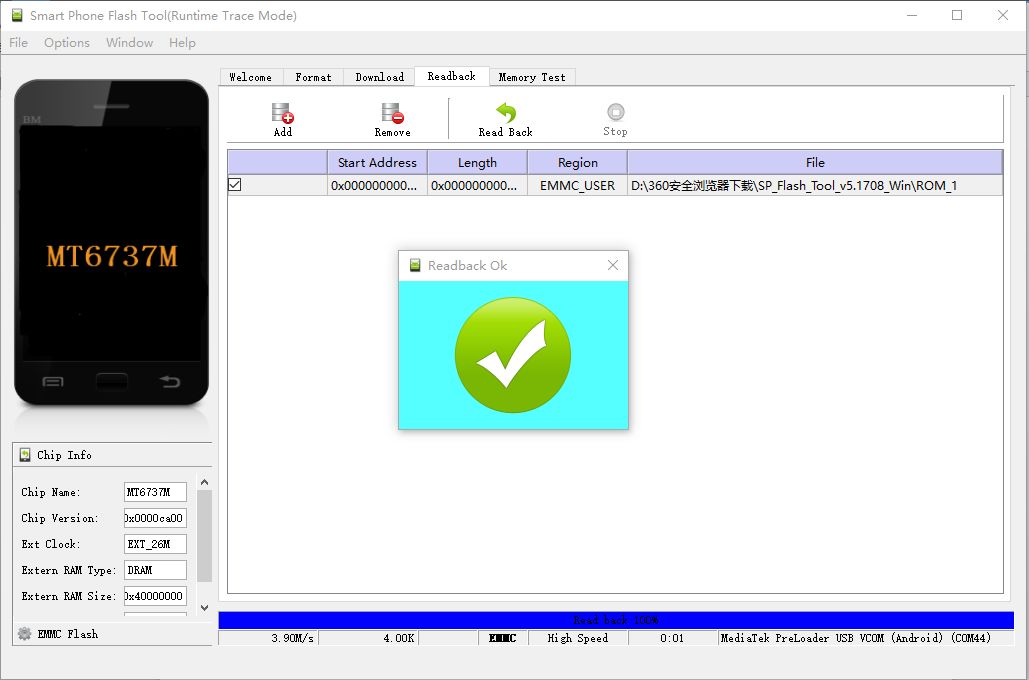 Smart Phone Flash Tool(Runtime Trace Mode)
File Options Window Help
Welcome Format Download Readback Memory Test
BM
Add Remove Read Back Stop
Start Address Length Region File
0x000000000... 0x000000000... EMMC_USER D:\360安全浏览器下载\SP_Flash_Tool_v5.1708_Win\ROM_1
MT6737M
Readback Ok
Chip Info
Chip Name: MT6737M
Chip Version: 0x0000ca00
Ext Clock: EXT_26M
Extern RAM Type: DRAM
Extern RAM Size: 0x40000000
EMMC Flash
Read back 100%
3.90M/s 4.00K EMMC High Speed 0:01 MediaTek PreLoader USB VCOM (Android) (COM44)